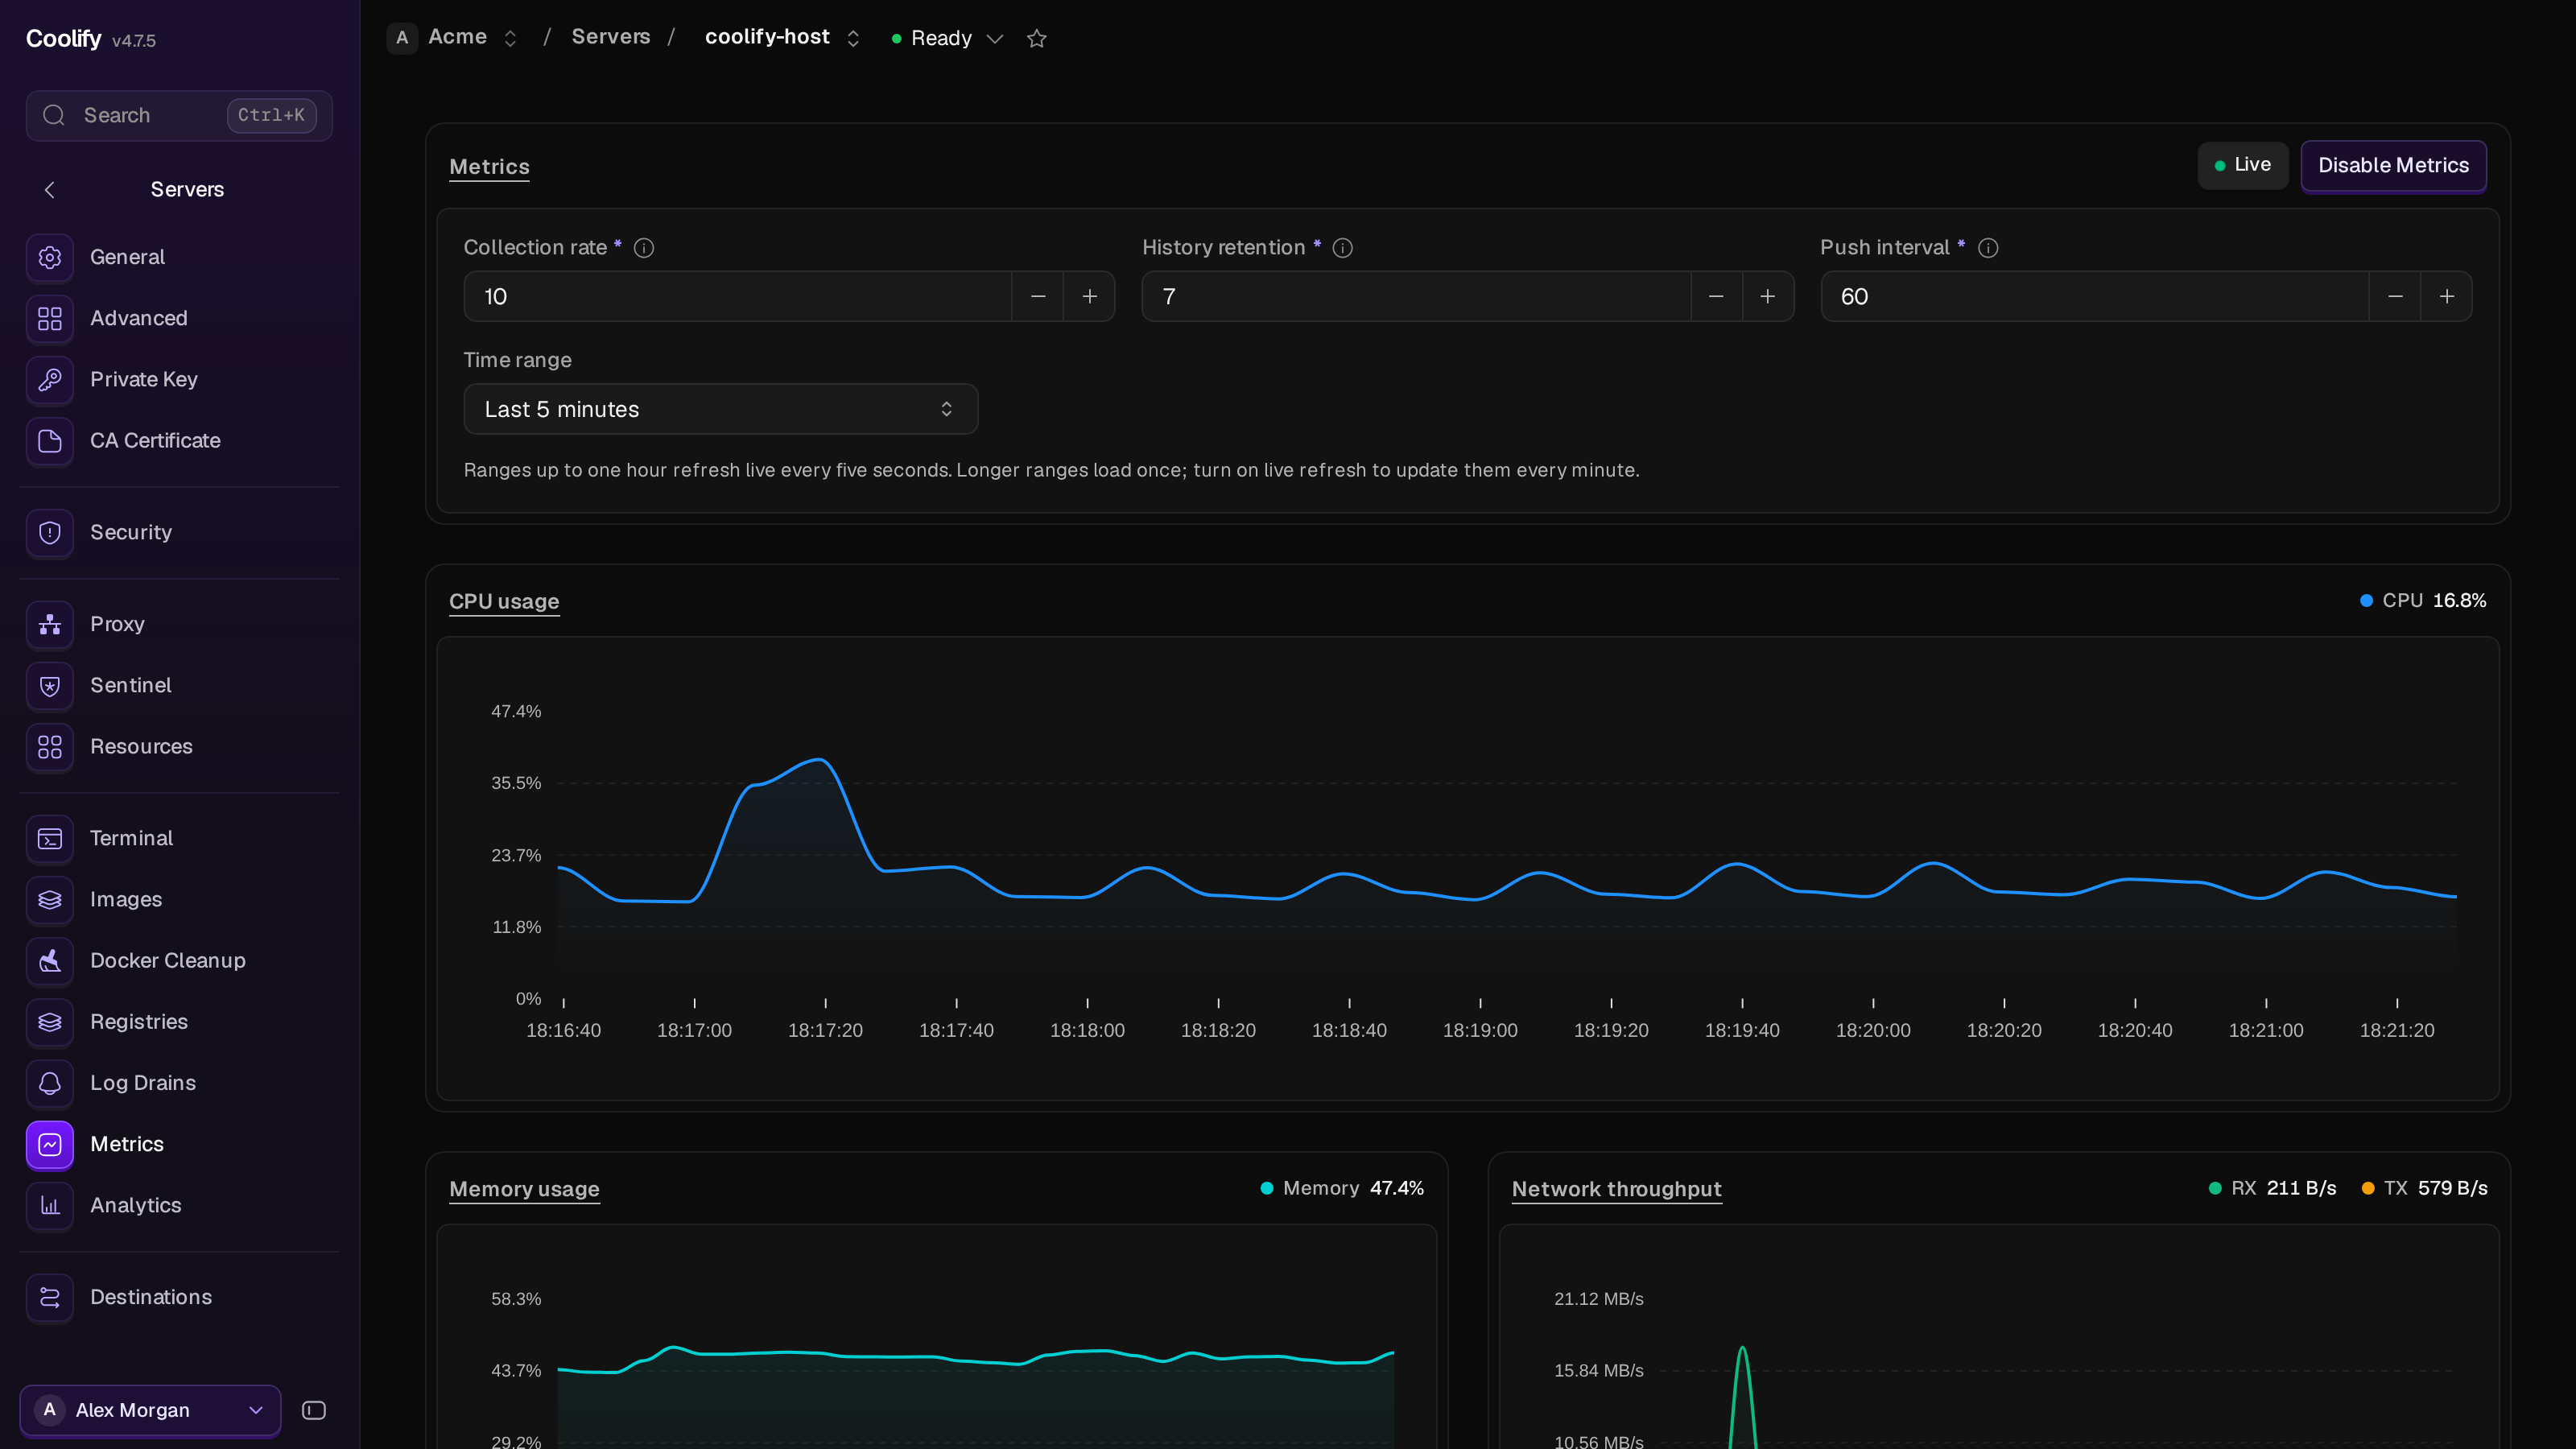 Coolify v4.7.5
Search Ctrl+K
Servers
General
Advanced
Private Key
CA Certificate
Security
Proxy
Sentinel
Resources
Terminal
Images
Docker Cleanup
Registries
Log Drains
Metrics
Analytics
Destinations
A Alex Morgan
A Acme / Servers / coolify-host Ready
Metrics
Live Disable Metrics
Collection rate * History retention * Push interval *
10 7 60
Time range
Last 5 minutes
Ranges up to one hour refresh live every five seconds. Longer ranges load once; turn on live refresh to update them every minute.
CPU usage CPU 16.8%
47.4%
35.5%
23.7%
11.8%
0%
18:16:40 18:17:00 18:17:20 18:17:40 18:18:00 18:18:20 18:18:40 18:19:00 18:19:20 18:19:40 18:20:00 18:20:20 18:20:40 18:21:00 18:21:20
Memory usage Memory 47.4%
58.3%
43.7%
29.2%
Network throughput RX 211 B/s TX 579 B/s
21.12 MB/s
15.84 MB/s
10.56 MB/s